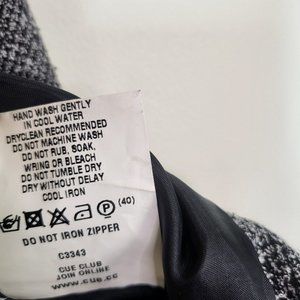 HAND WASH GENTLY
IN COOL WATER
DRYCLEAN RECOMMENDED
DO NOT MACHINE WASH
DO NOT RUB, SOAK,
WRING OR BLEACH
DO NOT TUMBLE DRY
DRY WITHOUT DELAY
COOL IRON
P (40)
DO NOT IRON ZIPPER
C3343
CUE CLUB
JOIN ONLINE
www.cue.cc